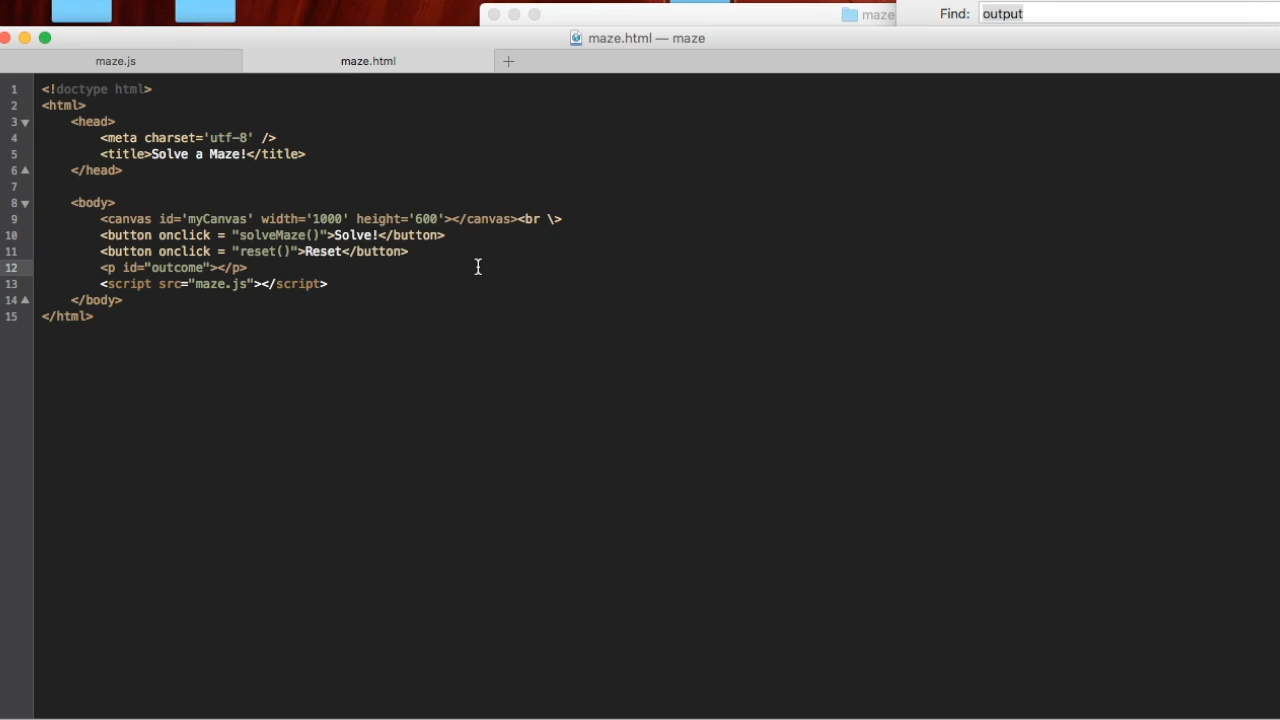 maze
Find: output
maze.html — maze
maze.js
maze.html
1 <!doctype html>
2 <html>
3 <head>
4 <meta charset='utf-8' />
5 <title>Solve a Maze!</title>
6 </head>
7
8 <body>
9 <canvas id='myCanvas' width='1000' height='600'></canvas><br \>
10 <button onclick = "solveMaze()">Solve!</button>
11 <button onclick = "reset()">Reset</button>
12 <p id="outcome"></p>
13 <script src="maze.js"></script>
14 </body>
15 </html>